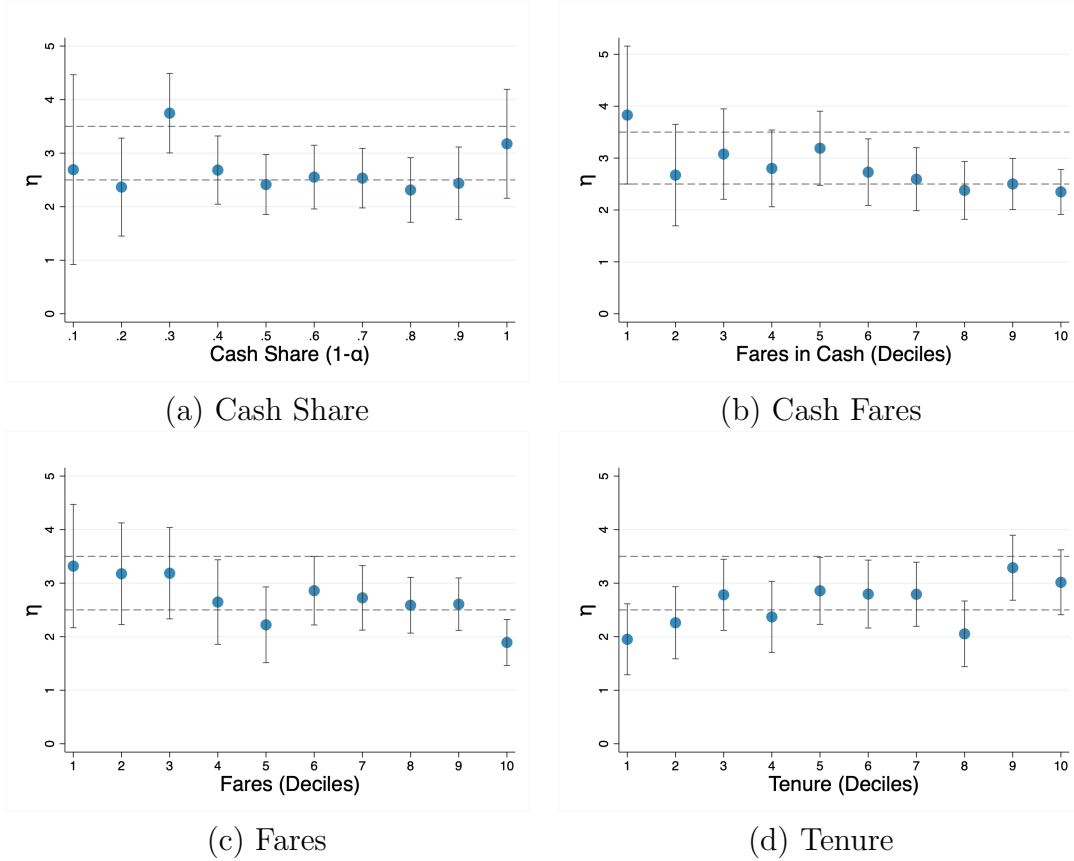 η
5
4
3
2
1
0
.1 .2 .3 .4 .5 .6 .7 .8 .9 1
Cash Share (1-α)
(a) Cash Share
η
5
4
3
2
1
0
1 2 3 4 5 6 7 8 9 10
Fares in Cash (Deciles)
(b) Cash Fares
η
5
4
3
2
1
0
1 2 3 4 5 6 7 8 9 10
Fares (Deciles)
(c) Fares
η
5
4
3
2
1
0
1 2 3 4 5 6 7 8 9 10
Tenure (Deciles)
(d) Tenure